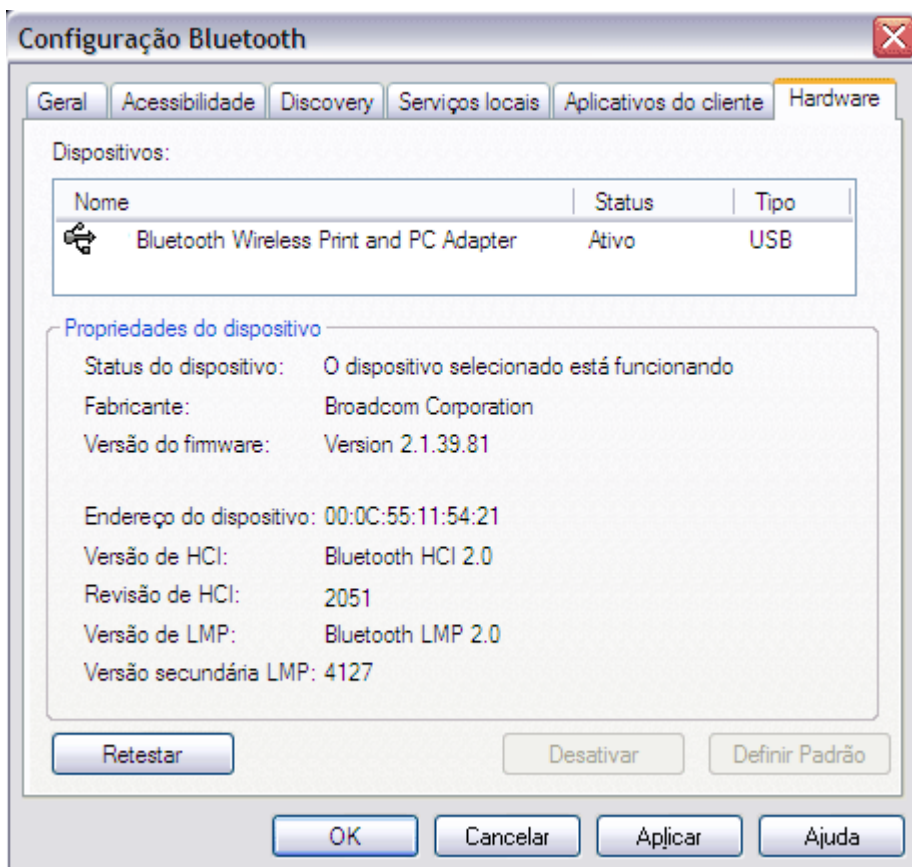 Configuração Bluetooth
Geral Acessibilidade Discovery Serviços locais Aplicativos do cliente Hardware
Dispositivos:
Nome Status Tipo
Bluetooth Wireless Print and PC Adapter Ativo USB
Propriedades do dispositivo
Status do dispositivo: O dispositivo selecionado está funcionando
Fabricante: Broadcom Corporation
Versão do firmware: Version 2.1.39.81
Endereço do dispositivo: 00:0C:55:11:54:21
Versão de HCI: Bluetooth HCI 2.0
Revisão de HCI: 2051
Versão de LMP: Bluetooth LMP 2.0
Versão secundária LMP: 4127
Retestar Desativar Definir Padrão
OK Cancelar Aplicar Ajuda